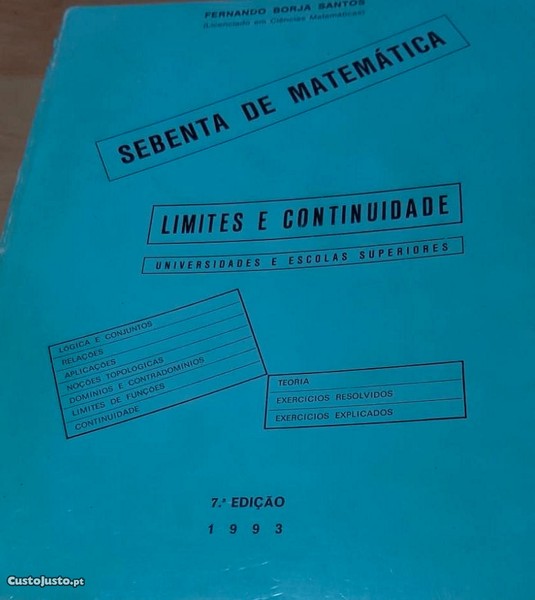 FERNANDO BORJA SANTOS
(Licenciado em Ciências Matemáticas)
SEBENTA DE MATEMÁTICA
LIMITES E CONTINUIDADE
UNIVERSIDADES E ESCOLAS SUPERIORES
LÓGICA E CONJUNTOS
RELAÇÕES
APLICAÇÕES
NOÇÕES TOPOLÓGICAS
DOMÍNIOS E CONTRADOMÍNIOS
LIMITES DE FUNÇÕES
CONTINUIDADE
TEORIA
EXERCÍCIOS RESOLVIDOS
EXERCÍCIOS EXPLICADOS
7.ª EDIÇÃO
1 9 9 3
CustoJusto.pt